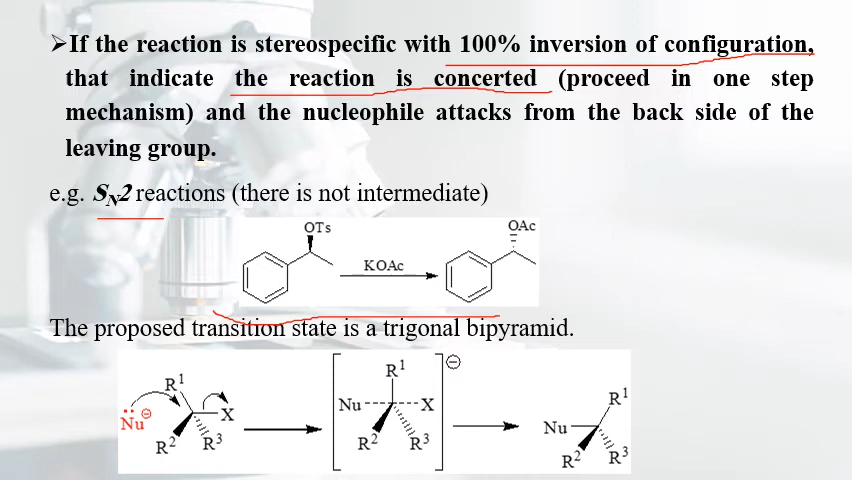 ➢If the reaction is stereospecific with 100% inversion of configuration,
that indicate the reaction is concerted (proceed in one step
mechanism) and the nucleophile attacks from the back side of the
leaving group.
e.g. SN2 reactions (there is not intermediate)
OTs
OAc
KOAc
The proposed transition state is a trigonal bipyramid.
R¹ R¹ ⊖ R¹
Nu ⊖ X Nu X Nu
R² R³ R² R³ R² R³